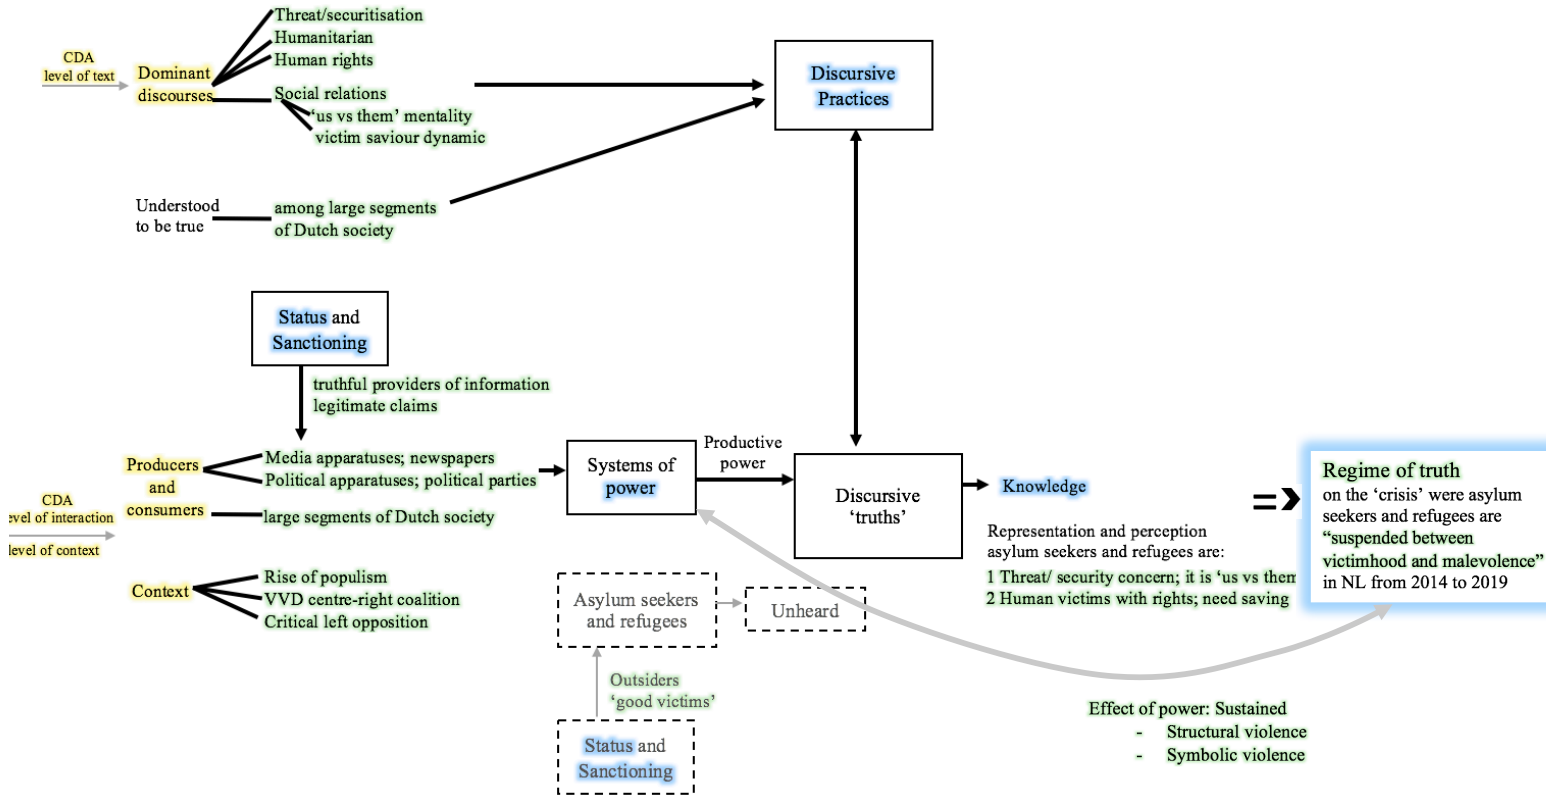 CDA
level of text
Dominant
discourses
Threat/securitisation
Humanitarian
Human rights
Social relations
‘us vs them’ mentality
victim saviour dynamic
Discursive
Practices
Understood
to be true
among large segments
of Dutch society
Status and
Sanctioning
truthful providers of information
legitimate claims
CDA
evel of interaction
level of context
Producers
and
consumers
Media apparatuses; newspapers
Political apparatuses; political parties
large segments of Dutch society
Context
Rise of populism
VVD centre-right coalition
Critical left opposition
Systems of
power
Productive
power
Discursive
‘truths’
Knowledge
Representation and perception
asylum seekers and refugees are:
1 Threat/ security concern; it is ‘us vs them
2 Human victims with rights; need saving
=
Regime of truth
on the ‘crisis’ were asylum
seekers and refugees are
“suspended between
victimhood and malevolence”
in NL from 2014 to 2019
Asylum seekers
and refugees
Unheard
Outsiders
‘good victims’
Status and
Sanctioning
Effect of power: Sustained
- Structural violence
- Symbolic violence